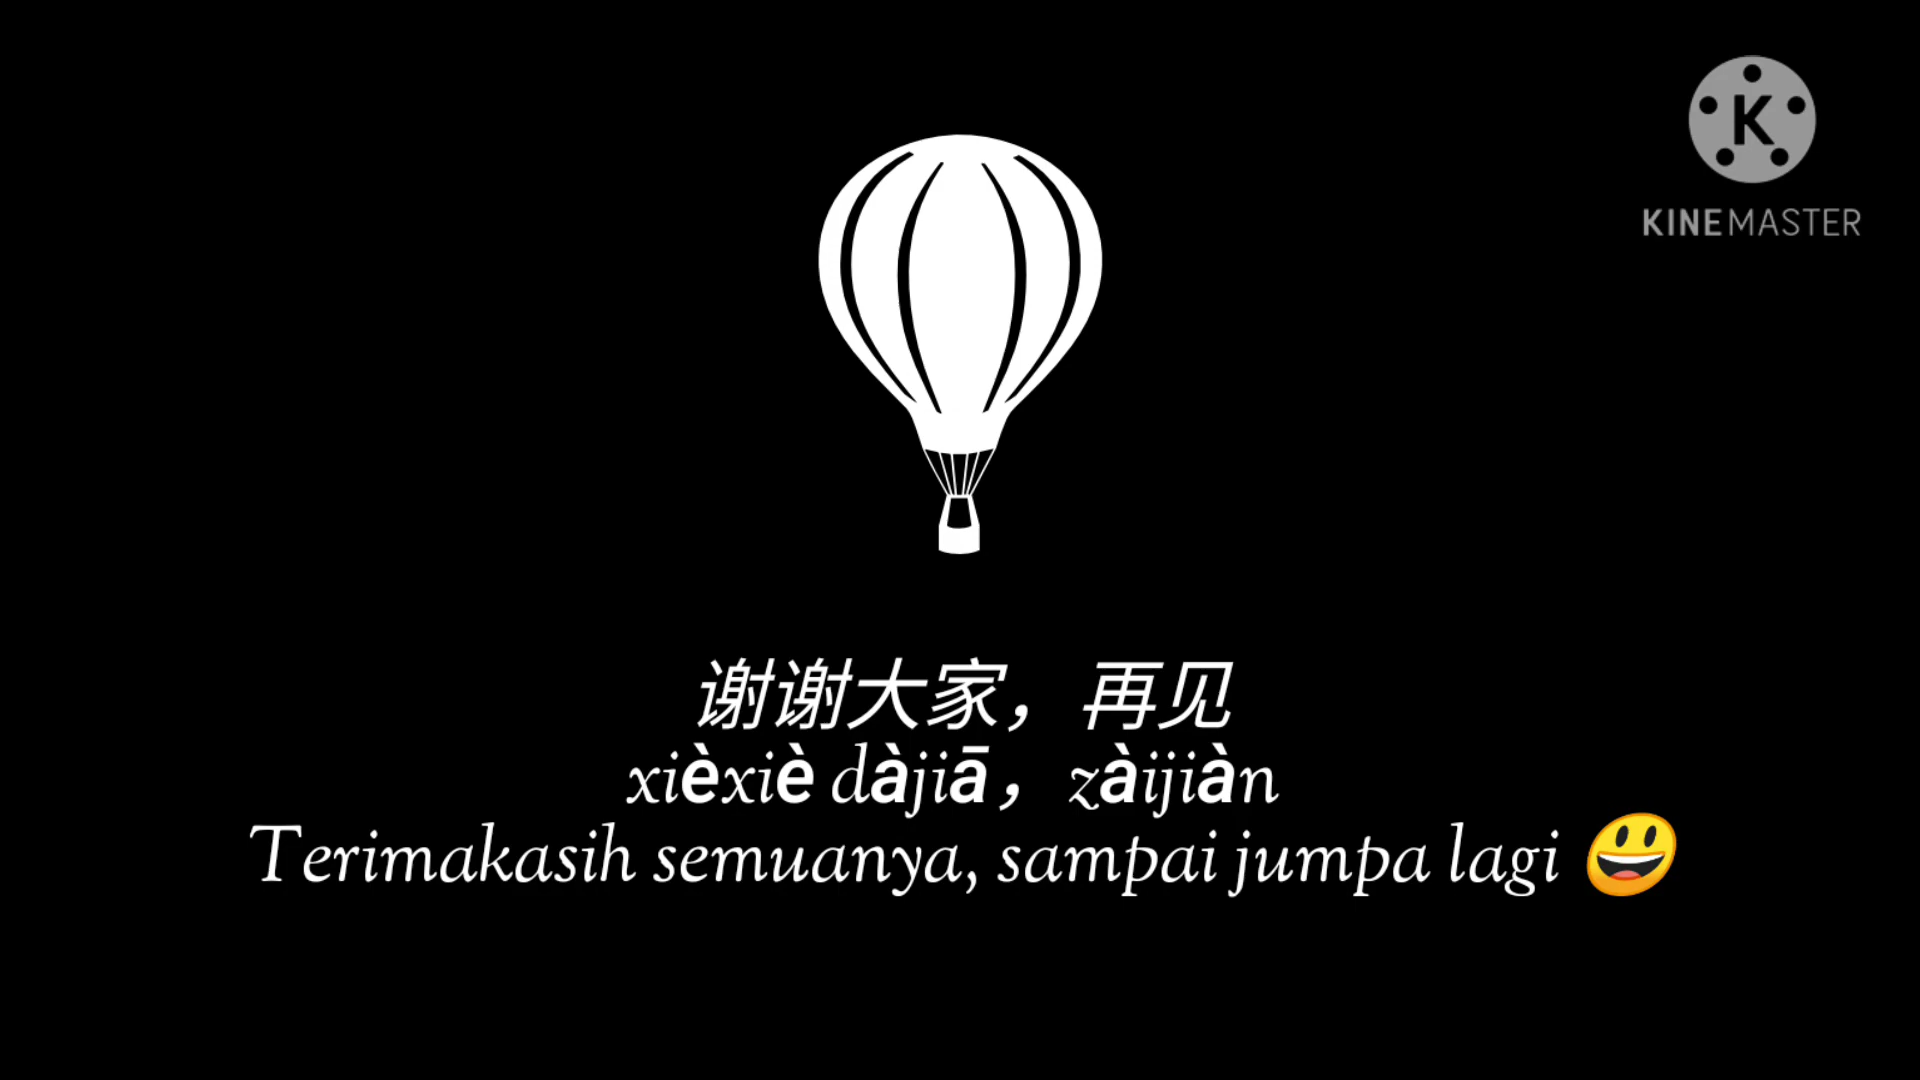 K
KINEMASTER
谢谢大家，再见
xièxiè dàjiā，zàijiàn
Terimakasih semuanya, sampai jumpa lagi 😃